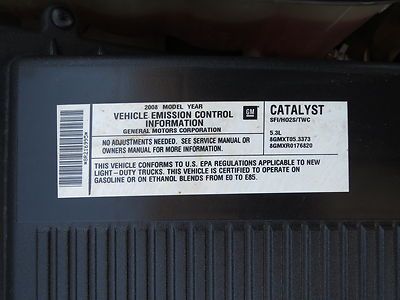 2008 MODEL YEAR
VEHICLE EMISSION CONTROL
INFORMATION
GENERAL MOTORS CORPORATION
GM
CATALYST
SFI/HO2S/TWC
NO ADJUSTMENTS NEEDED. SEE SERVICE MANUAL OR
OWNERS MANUAL FOR MORE INFORMATION.
5.3L
8GMXT05.3373
8GMXR0176820
THIS VEHICLE CONFORMS TO U.S. EPA REGULATIONS APPLICABLE TO NEW
LIGHT-DUTY TRUCKS. THIS VEHICLE IS CERTIFIED TO OPERATE ON
GASOLINE OR ON ETHANOL BLENDS FROM E0 TO E85.